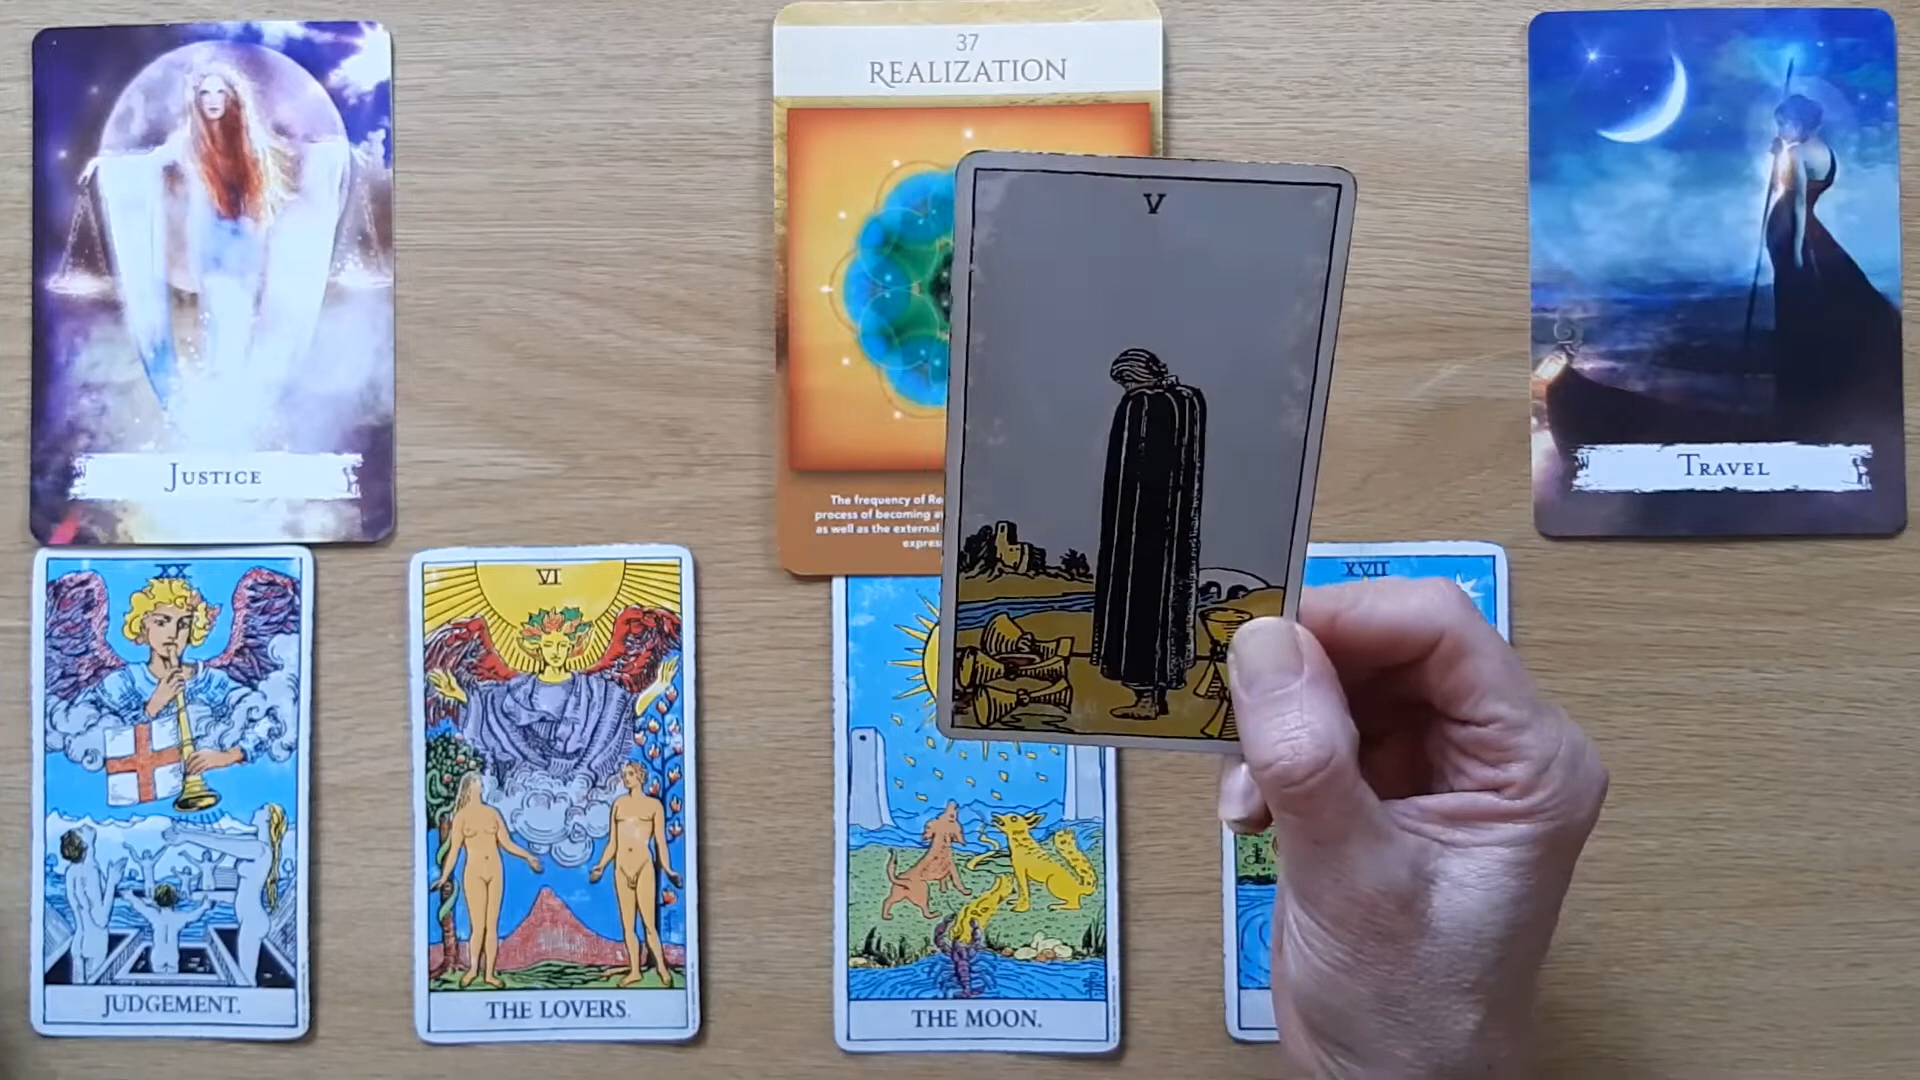 37
REALIZATION
JUSTICE
TRAVEL
The frequency of Re
process of becoming
as well as the external
V
XX
VI
XVII
JUDGEMENT.
THE LOVERS.
THE MOON.